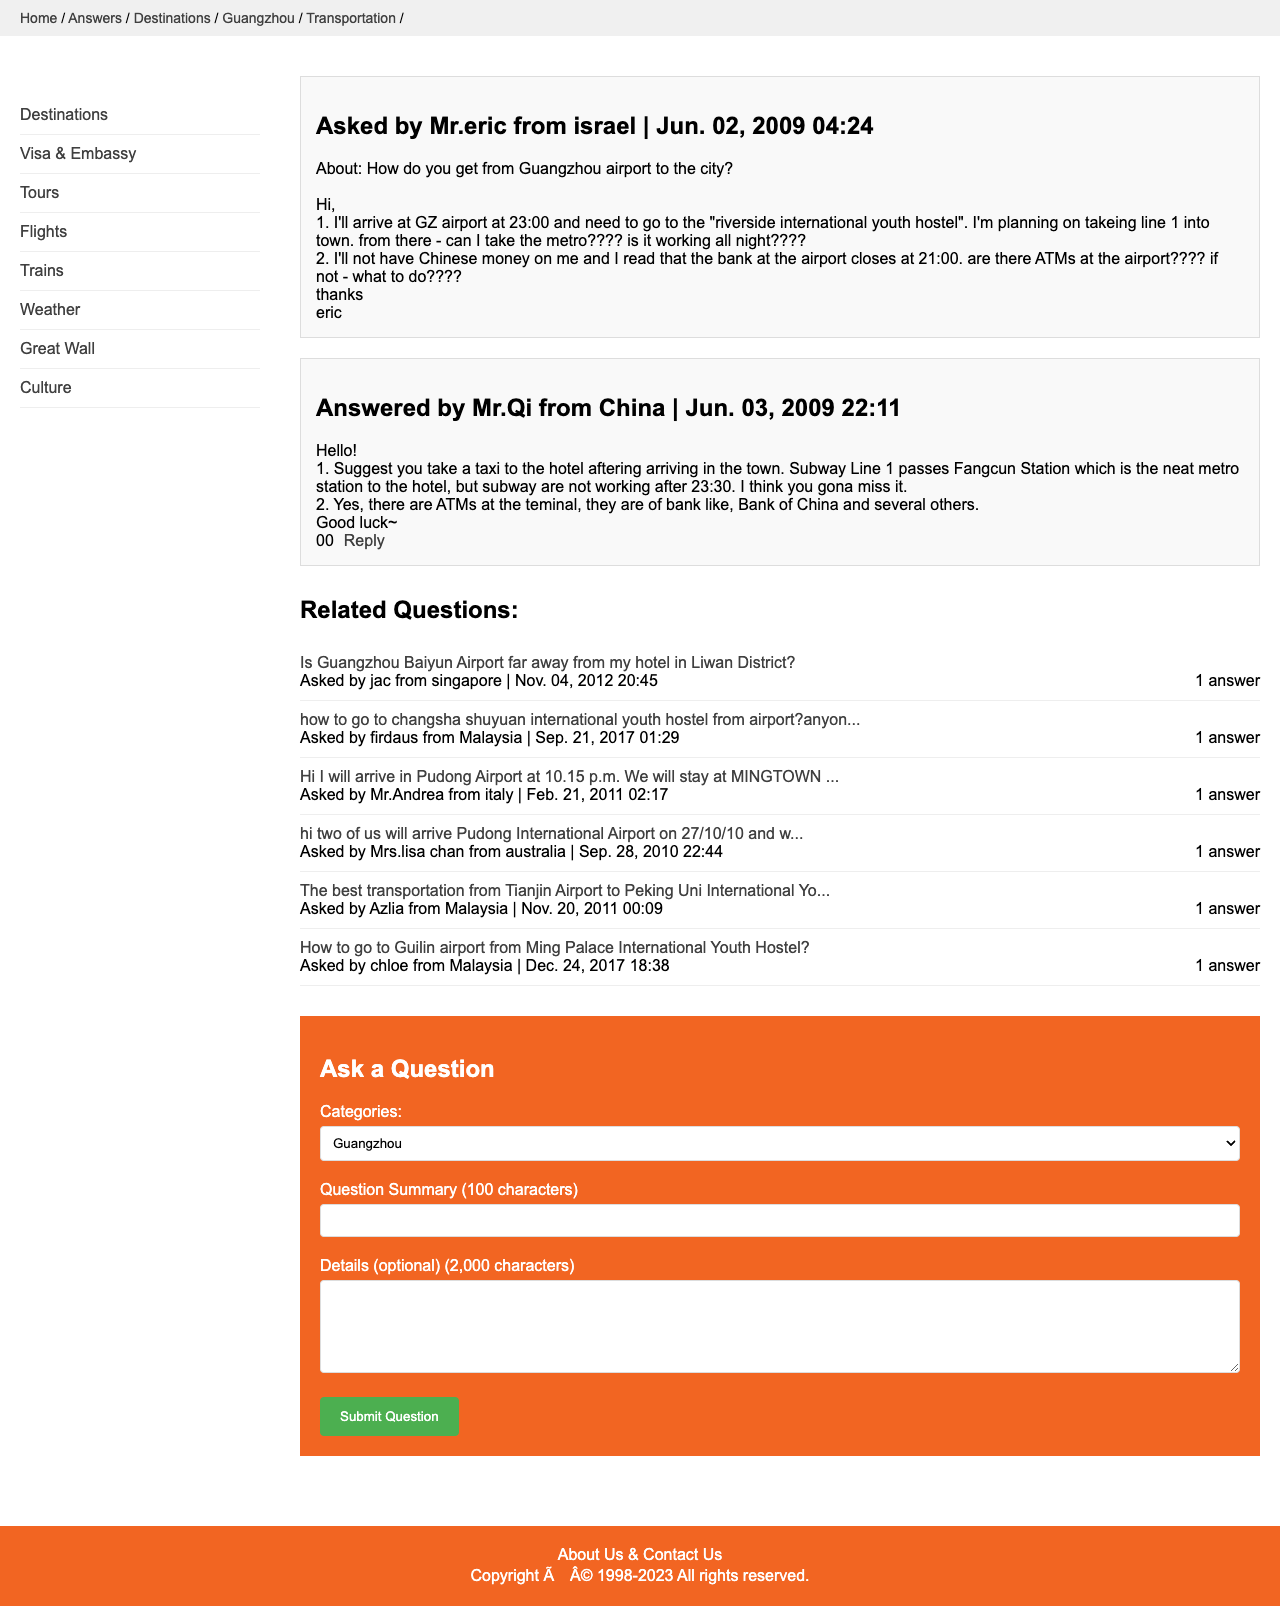 Home / Answers / Destinations / Guangzhou / Transportation /
Destinations
Visa & Embassy
Tours
Flights
Trains
Weather
Great Wall
Culture
Asked by Mr.eric from israel | Jun. 02, 2009 04:24
About: How do you get from Guangzhou airport to the city?
Hi,
1. I'll arrive at GZ airport at 23:00 and need to go to the "riverside international youth hostel". I'm planning on takeing line 1 into
town. from there - can I take the metro???? is it working all night????
2. I'll not have Chinese money on me and I read that the bank at the airport closes at 21:00. are there ATMs at the airport???? if
not - what to do????
thanks
eric
Answered by Mr.Qi from China | Jun. 03, 2009 22:11
Hello!
1. Suggest you take a taxi to the hotel aftering arriving in the town. Subway Line 1 passes Fangcun Station which is the neat metro
station to the hotel, but subway are not working after 23:30. I think you gona miss it.
2. Yes, there are ATMs at the teminal, they are of bank like, Bank of China and several others.
Good luck~
00 Reply
Related Questions:
Is Guangzhou Baiyun Airport far away from my hotel in Liwan District?
Asked by jac from singapore | Nov. 04, 2012 20:45 1 answer
how to go to changsha shuyuan international youth hostel from airport?anyon...
Asked by firdaus from Malaysia | Sep. 21, 2017 01:29 1 answer
Hi I will arrive in Pudong Airport at 10.15 p.m. We will stay at MINGTOWN ...
Asked by Mr.Andrea from italy | Feb. 21, 2011 02:17 1 answer
hi two of us will arrive Pudong International Airport on 27/10/10 and w...
Asked by Mrs.lisa chan from australia | Sep. 28, 2010 22:44 1 answer
The best transportation from Tianjin Airport to Peking Uni International Yo...
Asked by Azlia from Malaysia | Nov. 20, 2011 00:09 1 answer
How to go to Guilin airport from Ming Palace International Youth Hostel?
Asked by chloe from Malaysia | Dec. 24, 2017 18:38 1 answer
Ask a Question
Categories:
Guangzhou
Question Summary (100 characters)
Details (optional) (2,000 characters)
Submit Question
About Us & Contact Us
Copyright Ã Â© 1998-2023 All rights reserved.